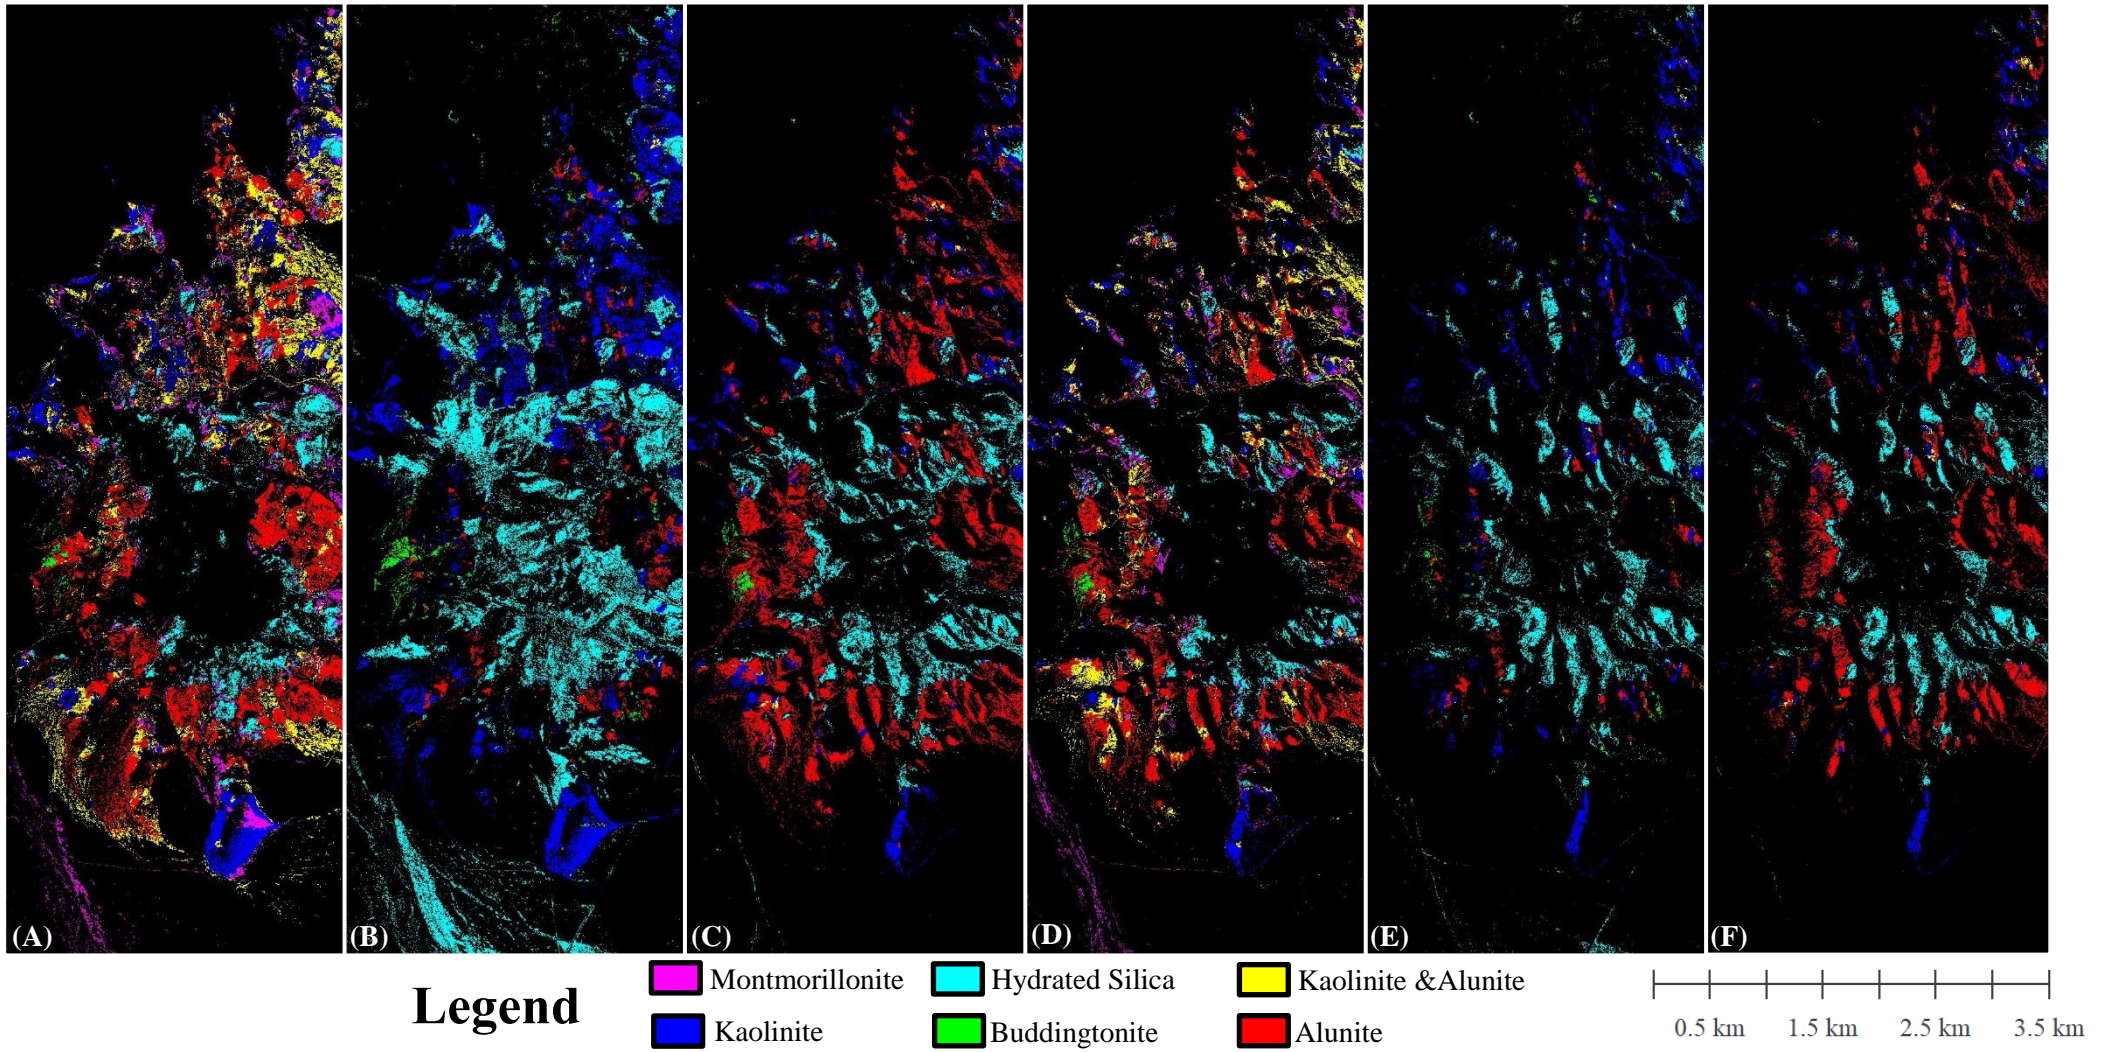 (A) (B) (C) (D) (E) (F)
Legend
Montmorillonite Hydrated Silica Kaolinite &Alunite
Kaolinite Buddingtonite Alunite
0.5 km 1.5 km 2.5 km 3.5 km